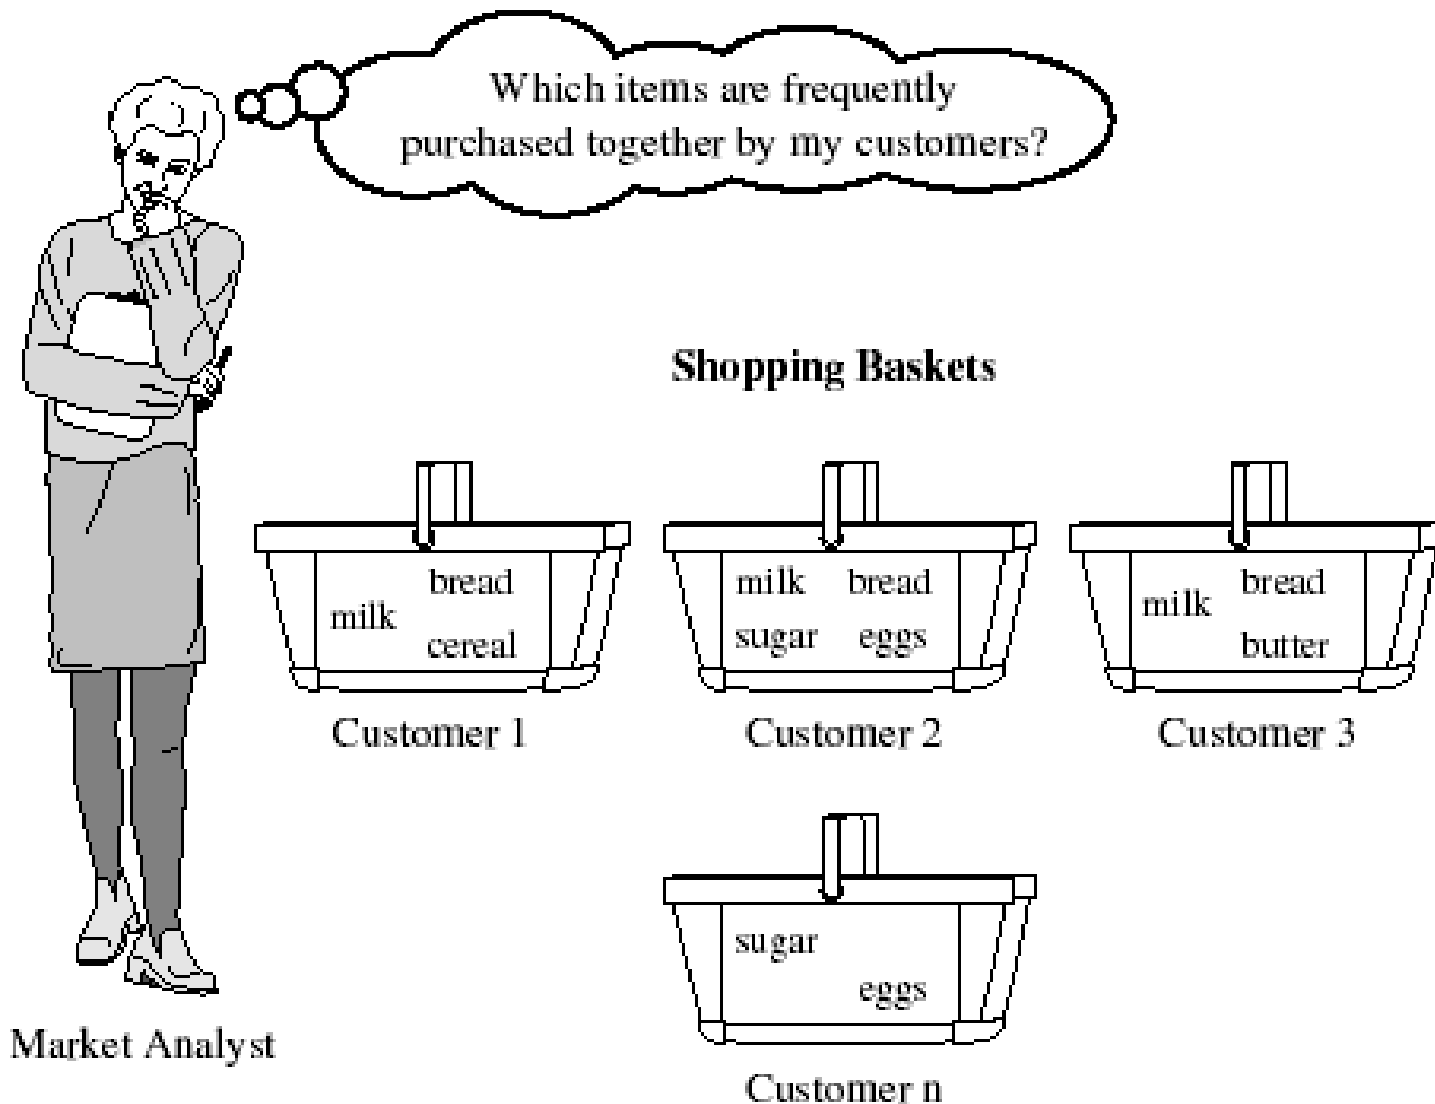 Which items are frequently
purchased together by my customers?
Shopping Baskets
milk
bread
cereal
Customer 1
milk bread
sugar eggs
Customer 2
milk
bread
butter
Customer 3
sugar
eggs
Customer n
Market Analyst